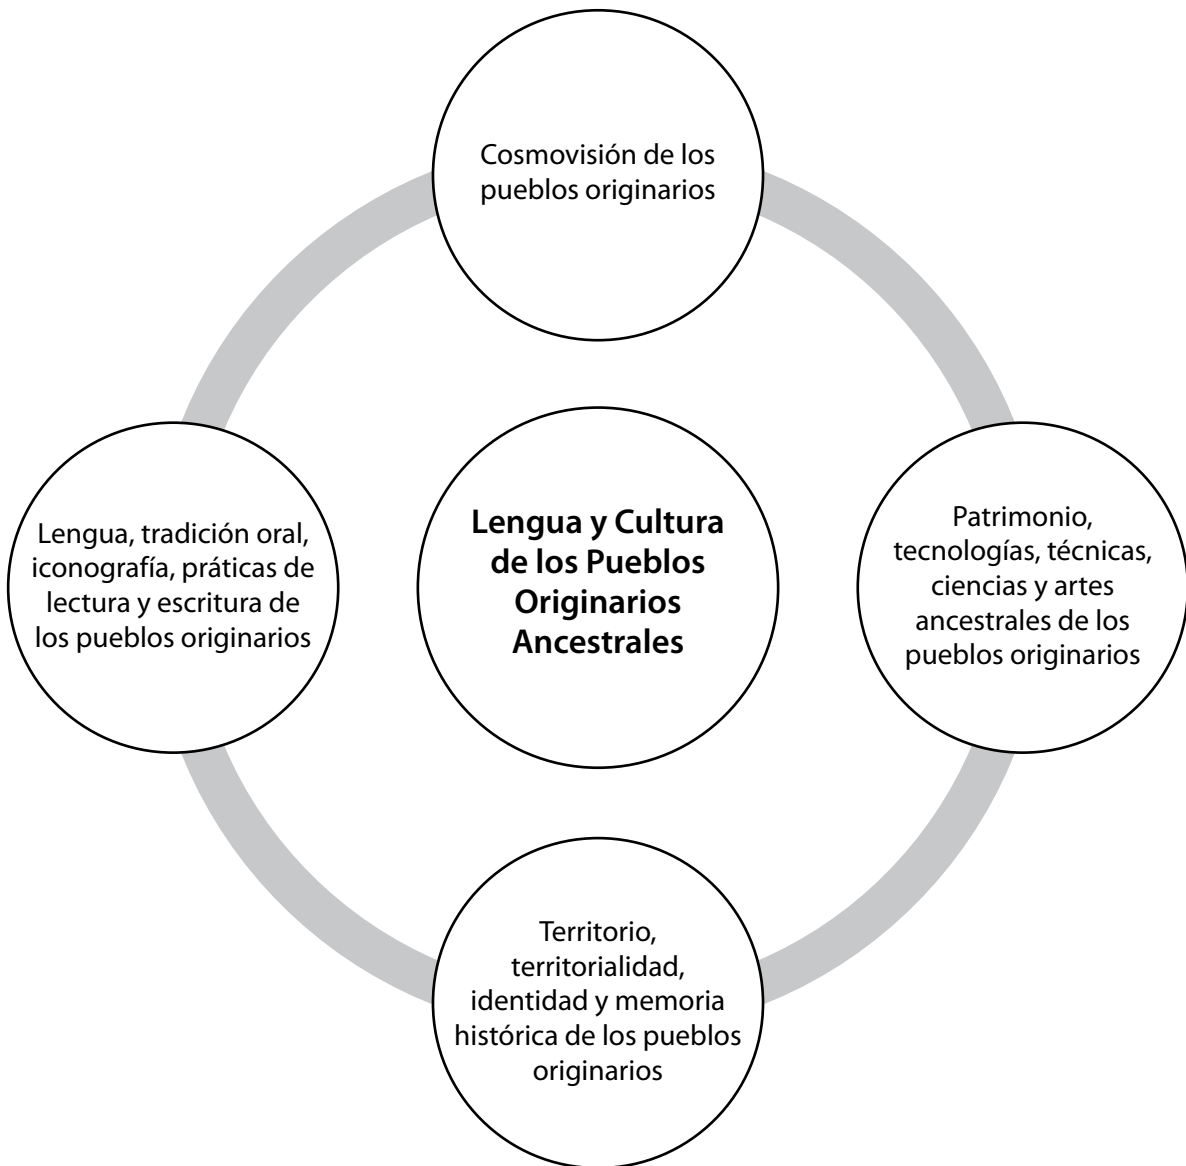 Cosmovisión de los
pueblos originarios
Lengua, tradición oral,
iconografía, práticas de
lectura y escritura de
los pueblos originarios
Lengua y Cultura
de los Pueblos
Originarios
Ancestrales
Patrimonio,
tecnologías, técnicas,
ciencias y artes
ancestrales de los
pueblos originarios
Territorio,
territorialidad,
identidad y memoria
histórica de los pueblos
originarios